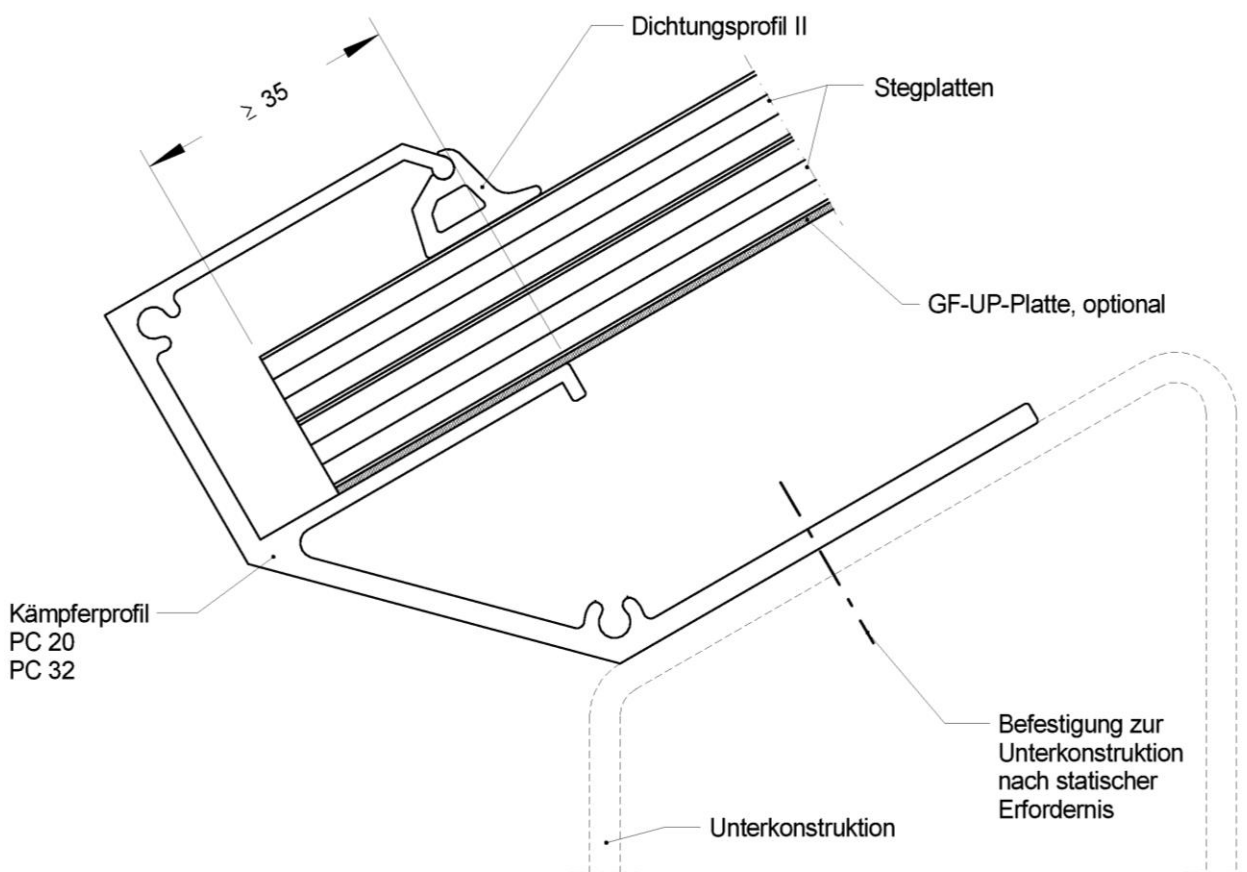 Dichtungsprofil II
≥ 35
Stegplatten
GF-UP-Platte, optional
Kämpferprofil
PC 20
PC 32
Befestigung zur
Unterkonstruktion
nach statischer
Erfordernis
Unterkonstruktion